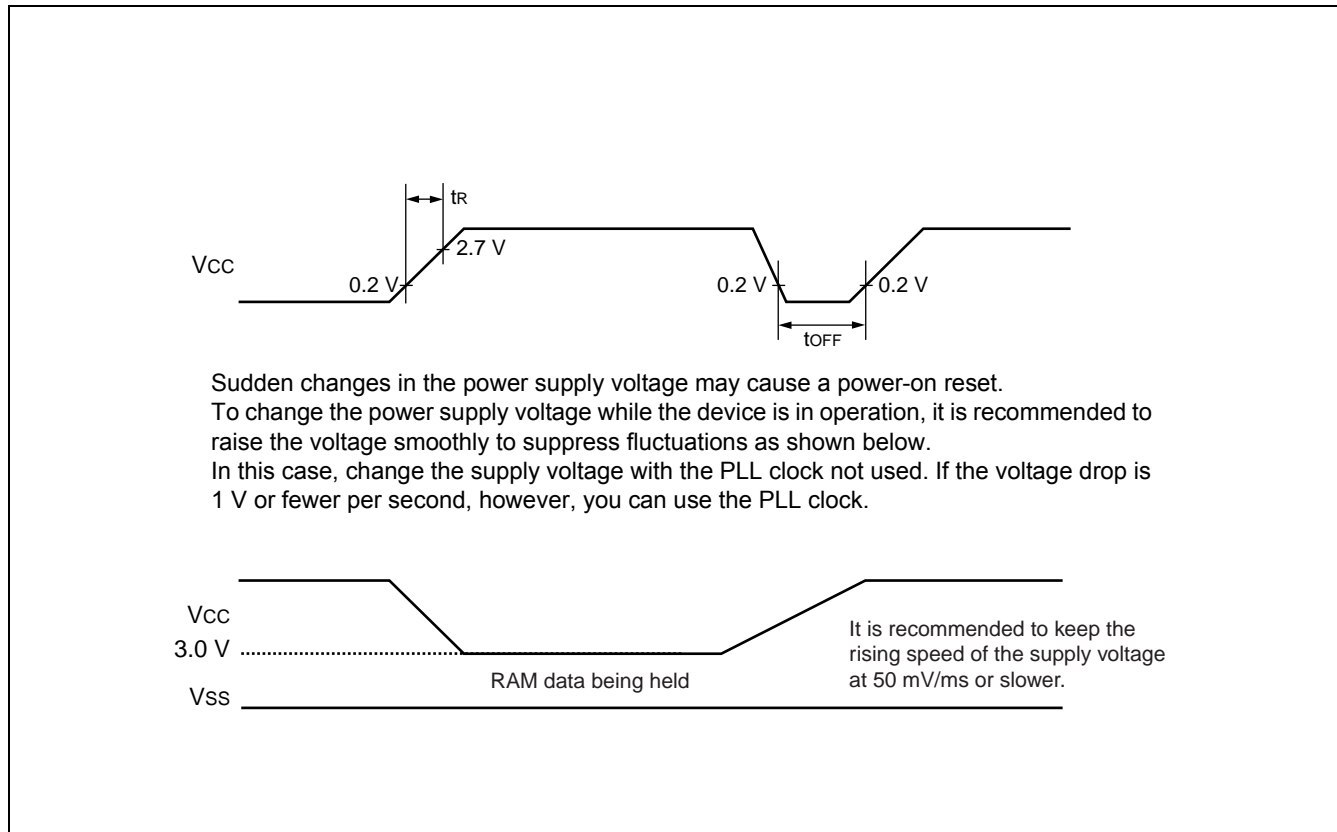 tR
2.7 V
VCC
0.2 V
0.2 V
0.2 V
tOFF
Sudden changes in the power supply voltage may cause a power-on reset.
To change the power supply voltage while the device is in operation, it is recommended to
raise the voltage smoothly to suppress fluctuations as shown below.
In this case, change the supply voltage with the PLL clock not used. If the voltage drop is
1 V or fewer per second, however, you can use the PLL clock.
VCC
3.0 V
VSS
RAM data being held
It is recommended to keep the
rising speed of the supply voltage
at 50 mV/ms or slower.